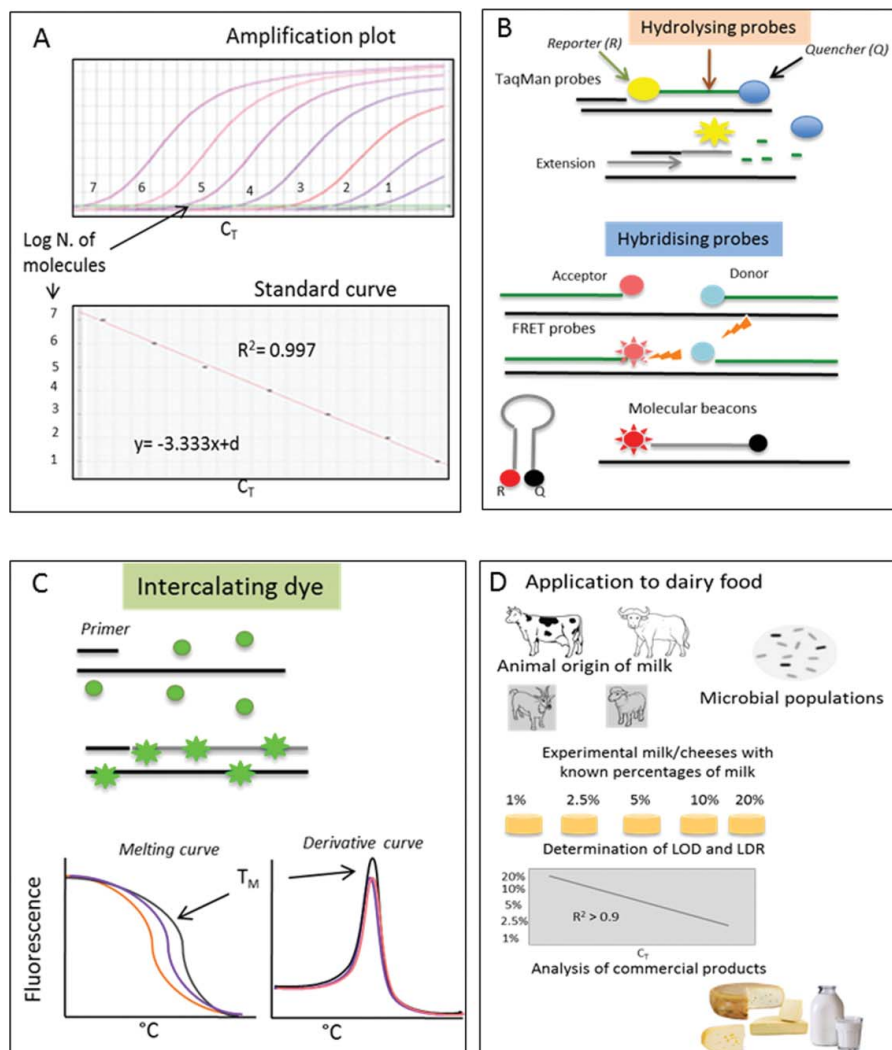 A
Amplification plot
7 6 5 4 3 2 1
C_T
Log N. of
molecules
Standard curve
7
6
5
4
3
2
1
R²= 0.997
y= -3.333x+d
C_T
B
Hydrolysing probes
Reporter (R)
Quencher (Q)
TaqMan probes
Extension
Hybridising probes
Acceptor
Donor
FRET probes
Molecular beacons
R Q
C
Intercalating dye
Primer
Melting curve
Derivative curve
T_M
Fluorescence
°C
°C
D
Application to dairy food
Animal origin of milk
Microbial populations
Experimental milk/cheeses with
known percentages of milk
1% 2.5% 5% 10% 20%
Determination of LOD and LDR
20%
10%
5%
2.5%
1%
R² > 0.9
C_T
Analysis of commercial products